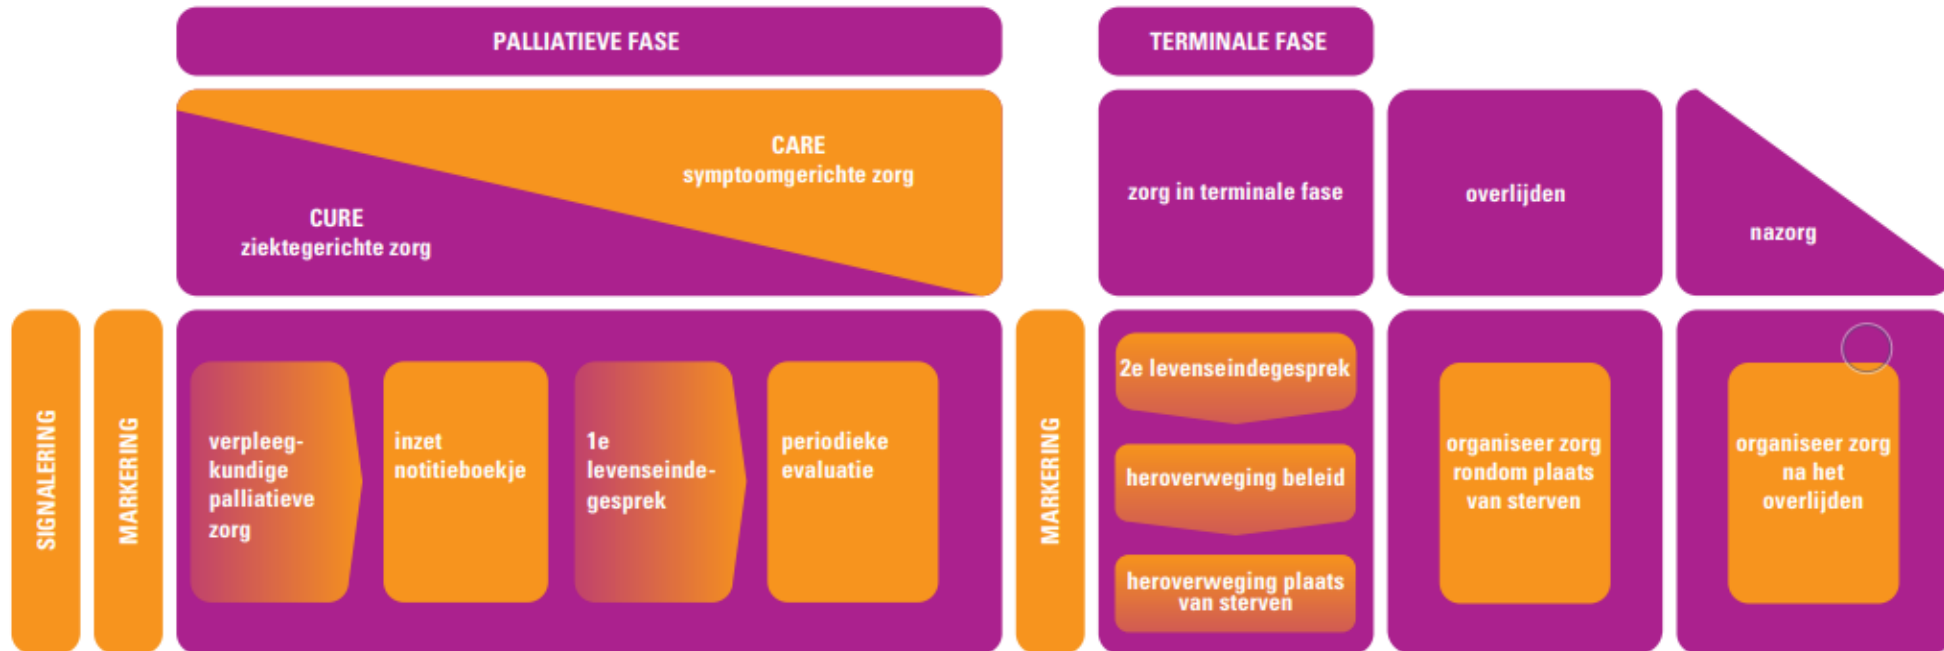 PALLIATIEVE FASE
TERMINALE FASE
CARE
symptoomgerichte zorg
CURE
ziektegerichte zorg
zorg in terminale fase
overlijden
nazorg
SIGNALERING
MARKERING
verpleeg-
kundige
palliatieve
zorg
inzet
notitieboekje
1e
levenseinde-
gesprek
periodieke
evaluatie
MARKERING
2e levenseindegesprek
heroverweging beleid
heroverweging plaats
van sterven
organiseer zorg
rondom plaats
van sterven
organiseer zorg
na het
overlijden